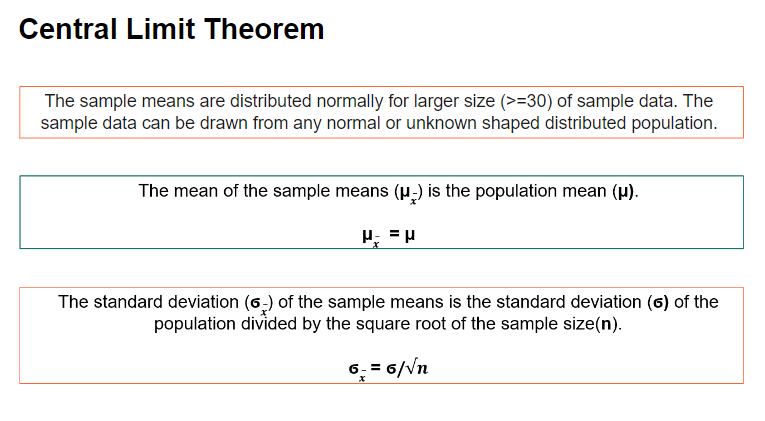 Central Limit Theorem
The sample means are distributed normally for larger size (>=30) of sample data. The
sample data can be drawn from any normal or unknown shaped distributed population.
The mean of the sample means (μx̄) is the population mean (μ).
μx̄ = μ
The standard deviation (ϭx̄) of the sample means is the standard deviation (ϭ) of the
population divided by the square root of the sample size(n).
ϭx̄ = ϭ/√n